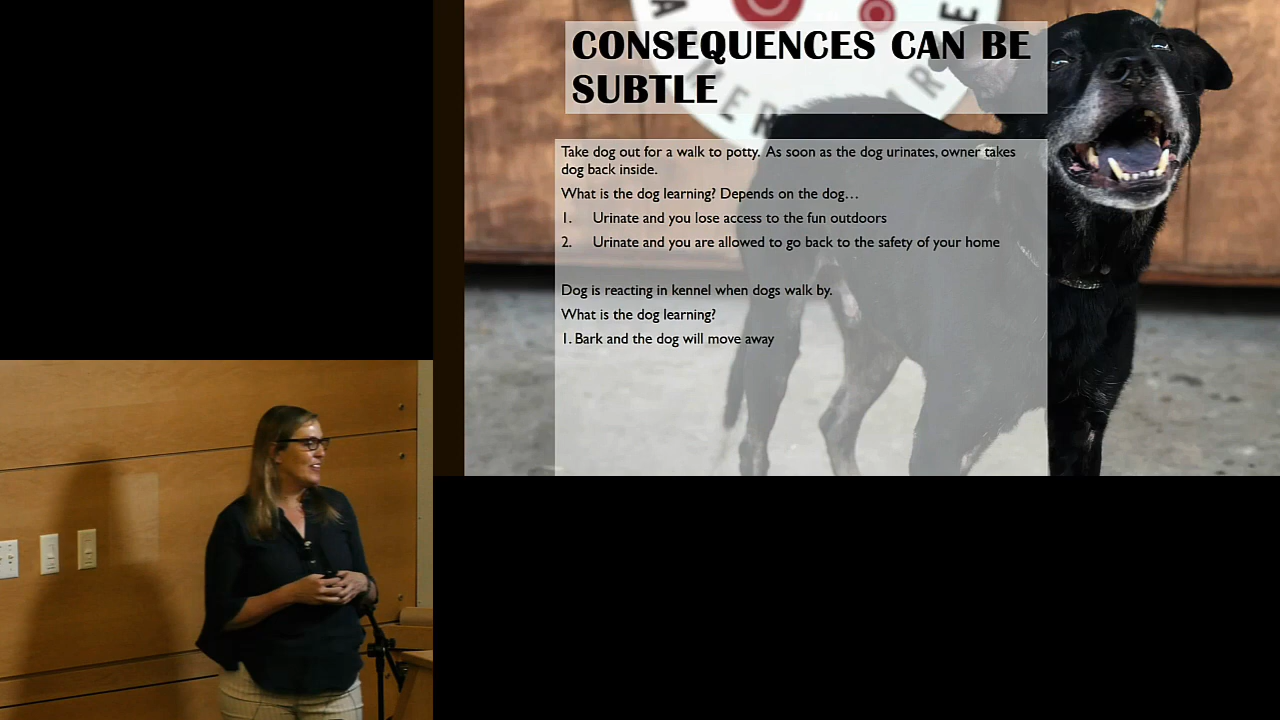 CONSEQUENCES CAN BE
SUBTLE
Take dog out for a walk to potty. As soon as the dog urinates, owner takes
dog back inside.
What is the dog learning? Depends on the dog…
1. Urinate and you lose access to the fun outdoors
2. Urinate and you are allowed to go back to the safety of your home
Dog is reacting in kennel when dogs walk by.
What is the dog learning?
1. Bark and the dog will move away